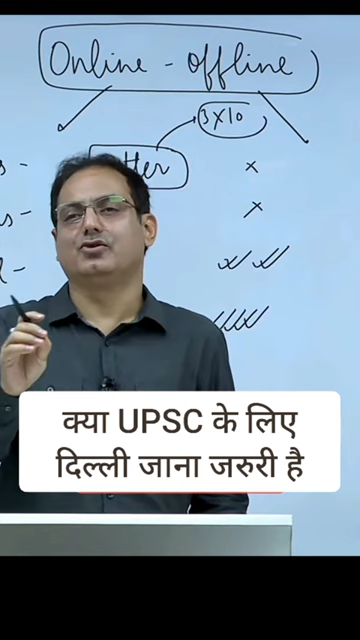 Online - offline
3x10
क्या UPSC के लिए
दिल्ली जाना जरुरी है